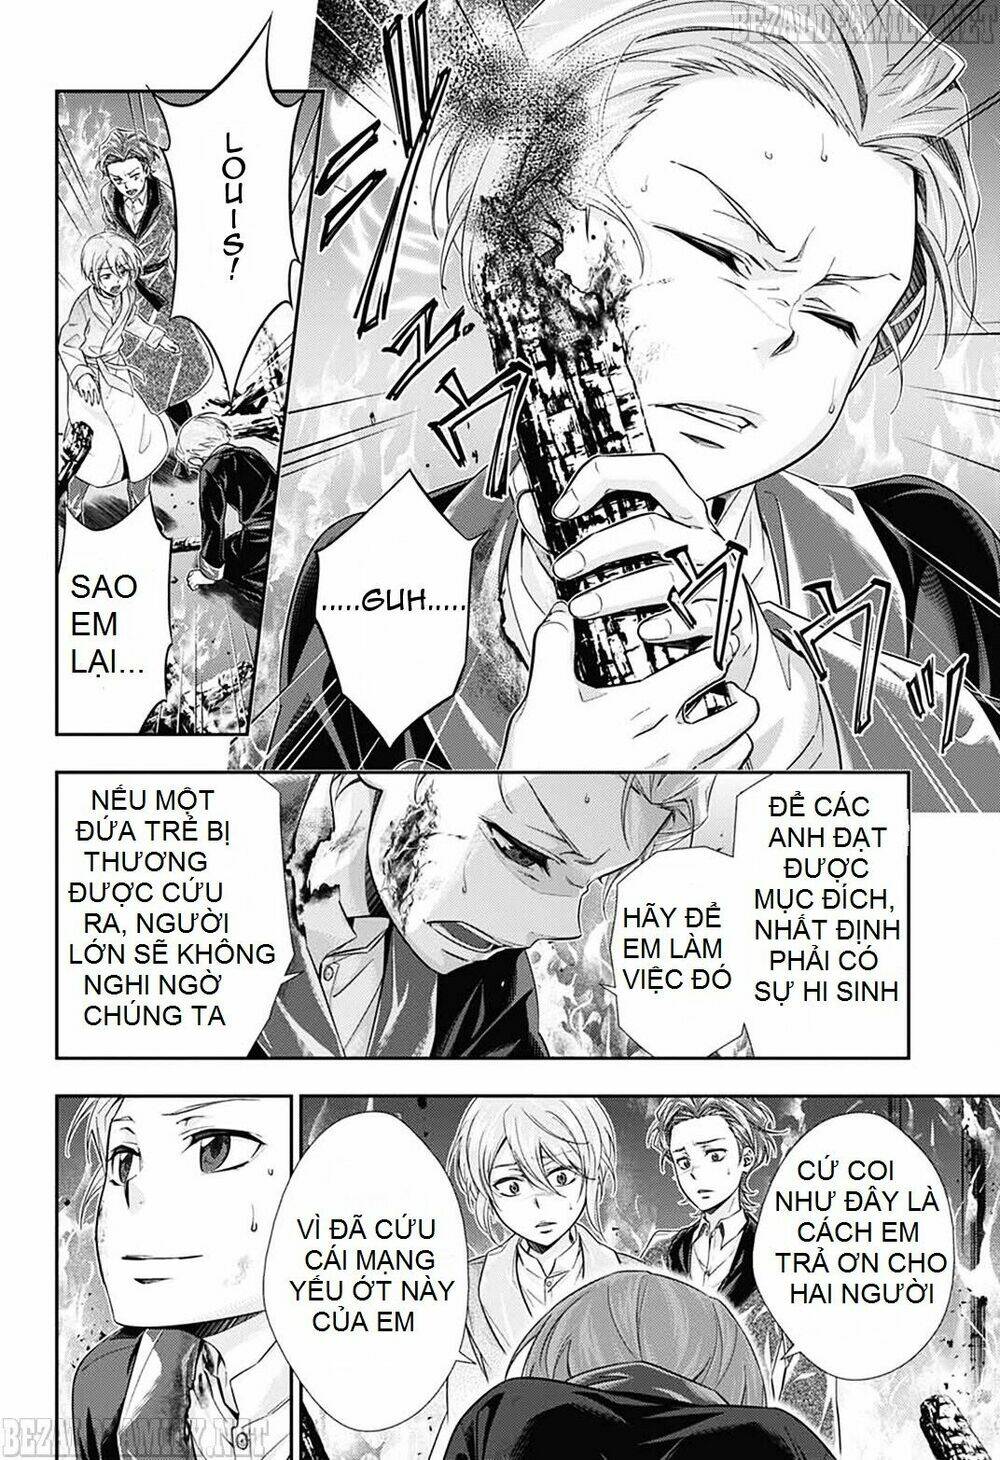 BEZALDFAMILY.NET
.....GUH.....
LOUIS!
SAO
EM
LẠI...
ĐỂ CÁC
ANH ĐẠT
ĐƯỢC
MỤC ĐÍCH,
NHẤT ĐỊNH
PHẢI CÓ
SỰ HI SINH
HÃY ĐỂ
EM LÀM
VIỆC ĐÓ
NẾU MỘT
ĐỨA TRẺ BỊ
THƯƠNG
ĐƯỢC CỨU
RA, NGƯỜI
LỚN SẼ KHÔNG
NGHI NGỜ
CHÚNG TA
CỨ COI
NHƯ ĐÂY LÀ
CÁCH EM
TRẢ ƠN CHO
HAI NGƯỜI
VÌ ĐÃ CỨU
CÁI MẠNG
YẾU ỚT NÀY
CỦA EM
BEZALDFAMILY.NET